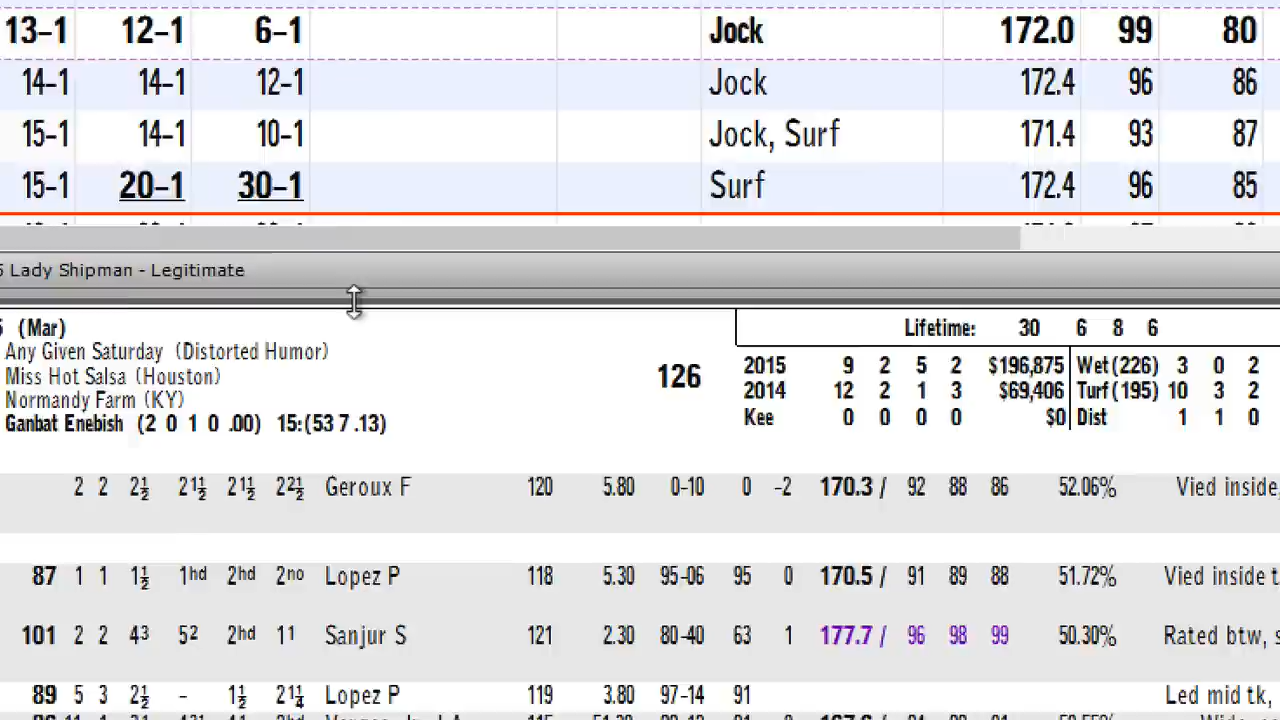 13–1 12–1 6–1 Jock 172.0 99 80
14–1 14–1 12–1 Jock 172.4 96 86
15–1 14–1 10–1 Jock, Surf 171.4 93 87
15–1 20–1 30–1 Surf 172.4 96 85
Lady Shipman - Legitimate
(Mar) Lifetime: 30 6 8 6
Any Given Saturday (Distorted Humor)
Miss Hot Salsa (Houston) 126 2015 9 2 5 2 $196,875 Wet(226) 3 0 2
Normandy Farm (KY) 2014 12 2 1 3 $69,406 Turf(195) 10 3 2
Ganbat Enebish (2 0 1 0 .00) 15:(53 7 .13) Kee 0 0 0 0 $0 Dist 1 1 0
2 2 2½ 21½ 21½ 22½ Geroux F 120 5.80 0-10 0 -2 170.3 / 92 88 86 52.06% Vied inside,
87 1 1 1½ 1hd 2hd 2no Lopez P 118 5.30 95-06 95 0 170.5 / 91 89 88 51.72% Vied inside t
101 2 2 43 52 2hd 11 Sanjur S 121 2.30 80-40 63 1 177.7 / 96 98 99 50.30% Rated btw, s
89 5 3 2½ - 1½ 21¼ Lopez P 119 3.80 97-14 91 Led mid tk,